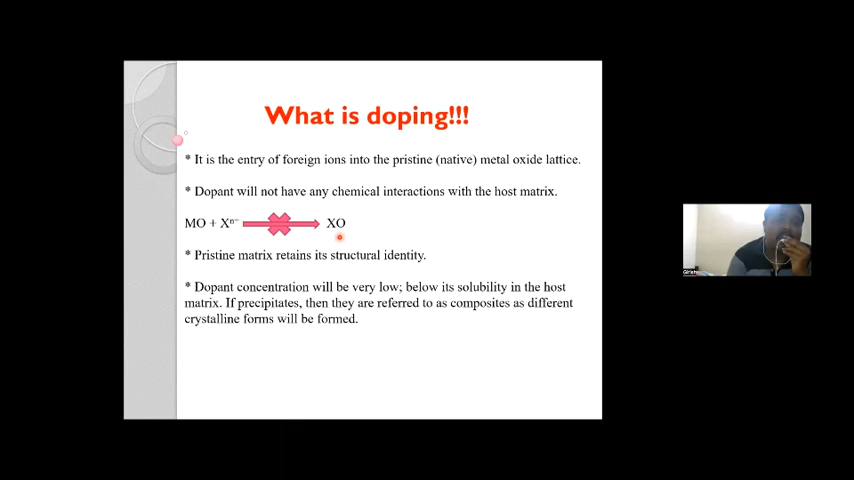 What is doping!!!
* It is the entry of foreign ions into the pristine (native) metal oxide lattice.
* Dopant will not have any chemical interactions with the host matrix.
MO + Xⁿ⁺ XO
* Pristine matrix retains its structural identity.
* Dopant concentration will be very low; below its solubility in the host
matrix. If precipitates, then they are referred to as composites as different
crystalline forms will be formed.